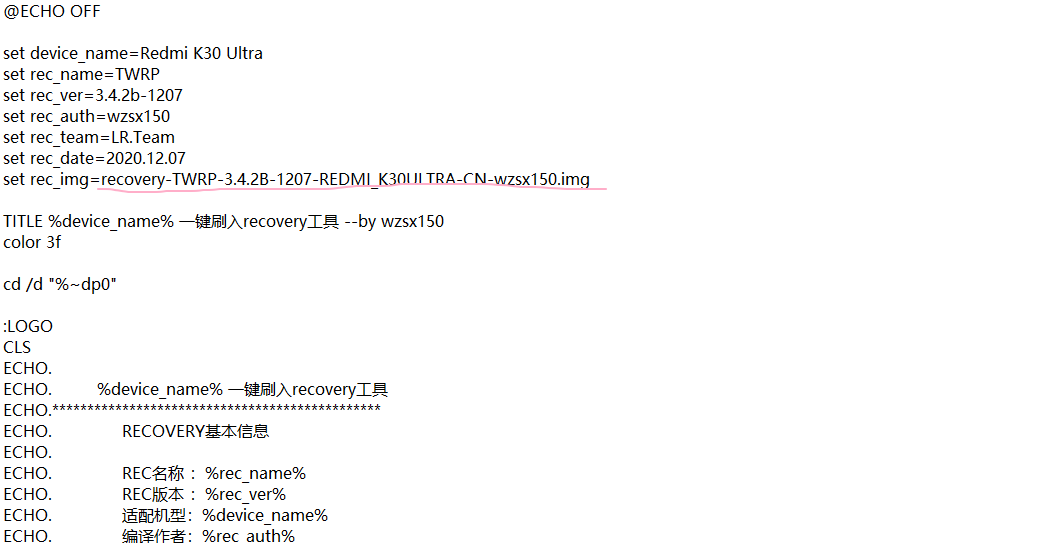 @ECHO OFF
set device_name=Redmi K30 Ultra
set rec_name=TWRP
set rec_ver=3.4.2b-1207
set rec_auth=wzsx150
set rec_team=LR.Team
set rec_date=2020.12.07
set rec_img=recovery-TWRP-3.4.2B-1207-REDMI_K30ULTRA-CN-wzsx150.img
TITLE %device_name% 一键刷入recovery工具 --by wzsx150
color 3f
cd /d "%~dp0"
:LOGO
CLS
ECHO.
ECHO. %device_name% 一键刷入recovery工具
ECHO.***********************************************
ECHO. RECOVERY基本信息
ECHO.
ECHO. REC名称 ：%rec_name%
ECHO. REC版本 ：%rec_ver%
ECHO. 适配机型：%device_name%
ECHO. 编译作者：%rec_auth%